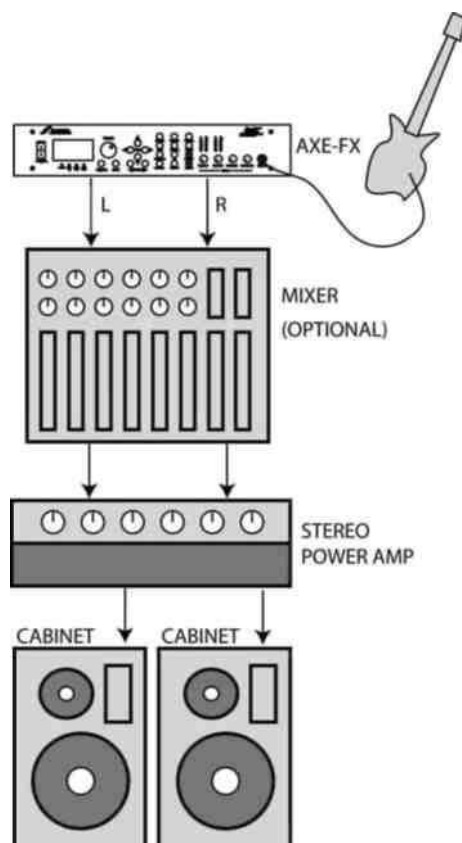 AXE-FX
L
R
MIXER
(OPTIONAL)
STEREO
POWER AMP
CABINET
CABINET